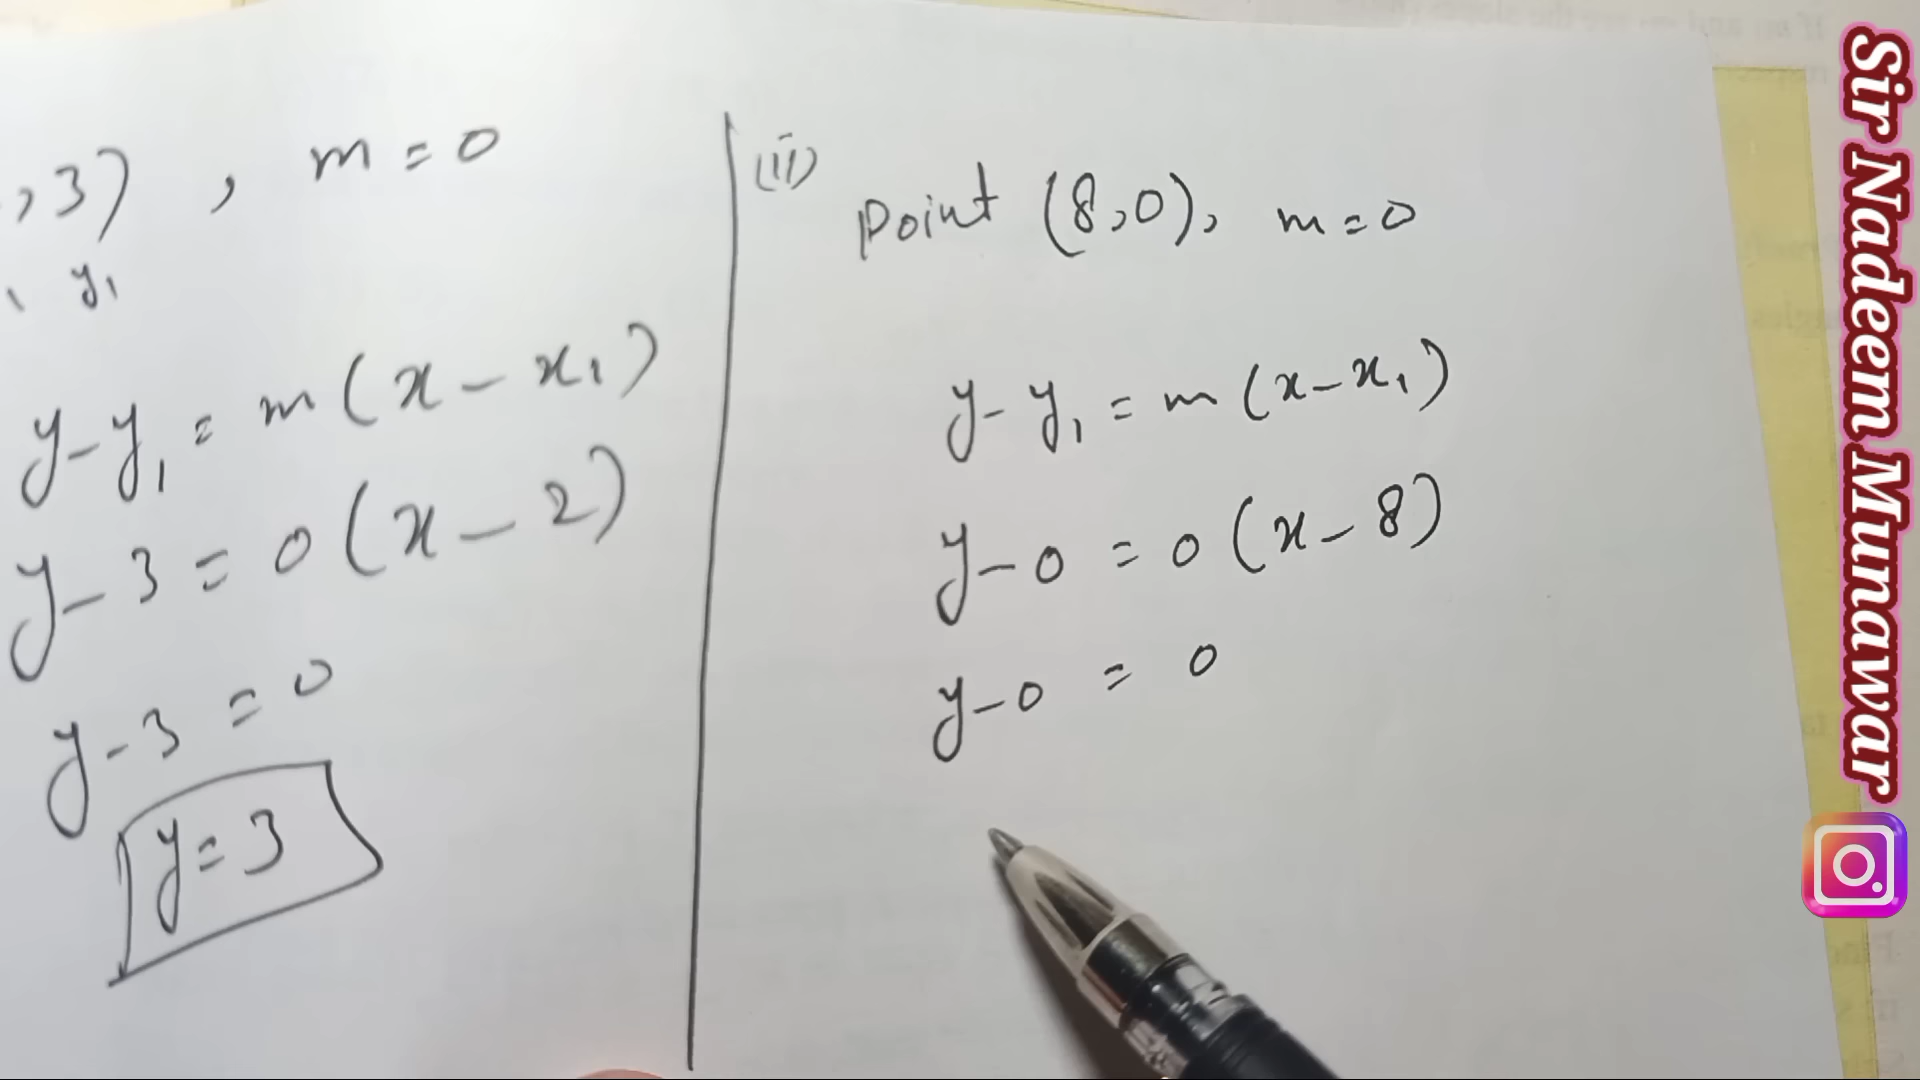 ,3) , m = 0
1 y1
y - y1 = m(x - x1)
y - 3 = 0(x - 2)
y - 3 = 0
y = 3
(ii)
Point (8,0), m = 0
y - y1 = m(x - x1)
y - 0 = 0(x - 8)
y - 0 = 0
Sir Nadeem Munawar